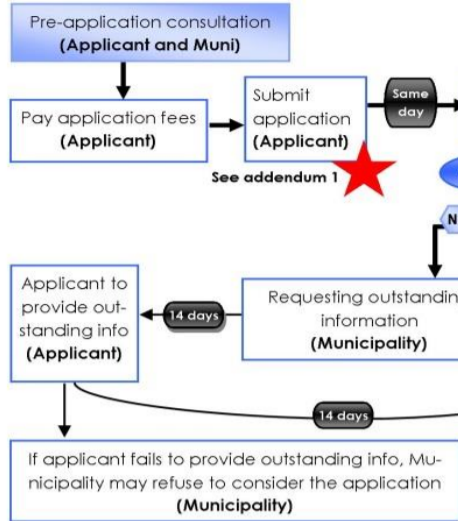 Pre-application consultation
(Applicant and Muni)
Pay application fees
(Applicant)
Submit
application
(Applicant)
Same
day
See addendum 1
N
Applicant to
provide out-
standing info
(Applicant)
14 days
Requesting outstandin
information
(Municipality)
14 days
If applicant fails to provide outstanding info, Mu-
nicipality may refuse to consider the application
(Municipality)